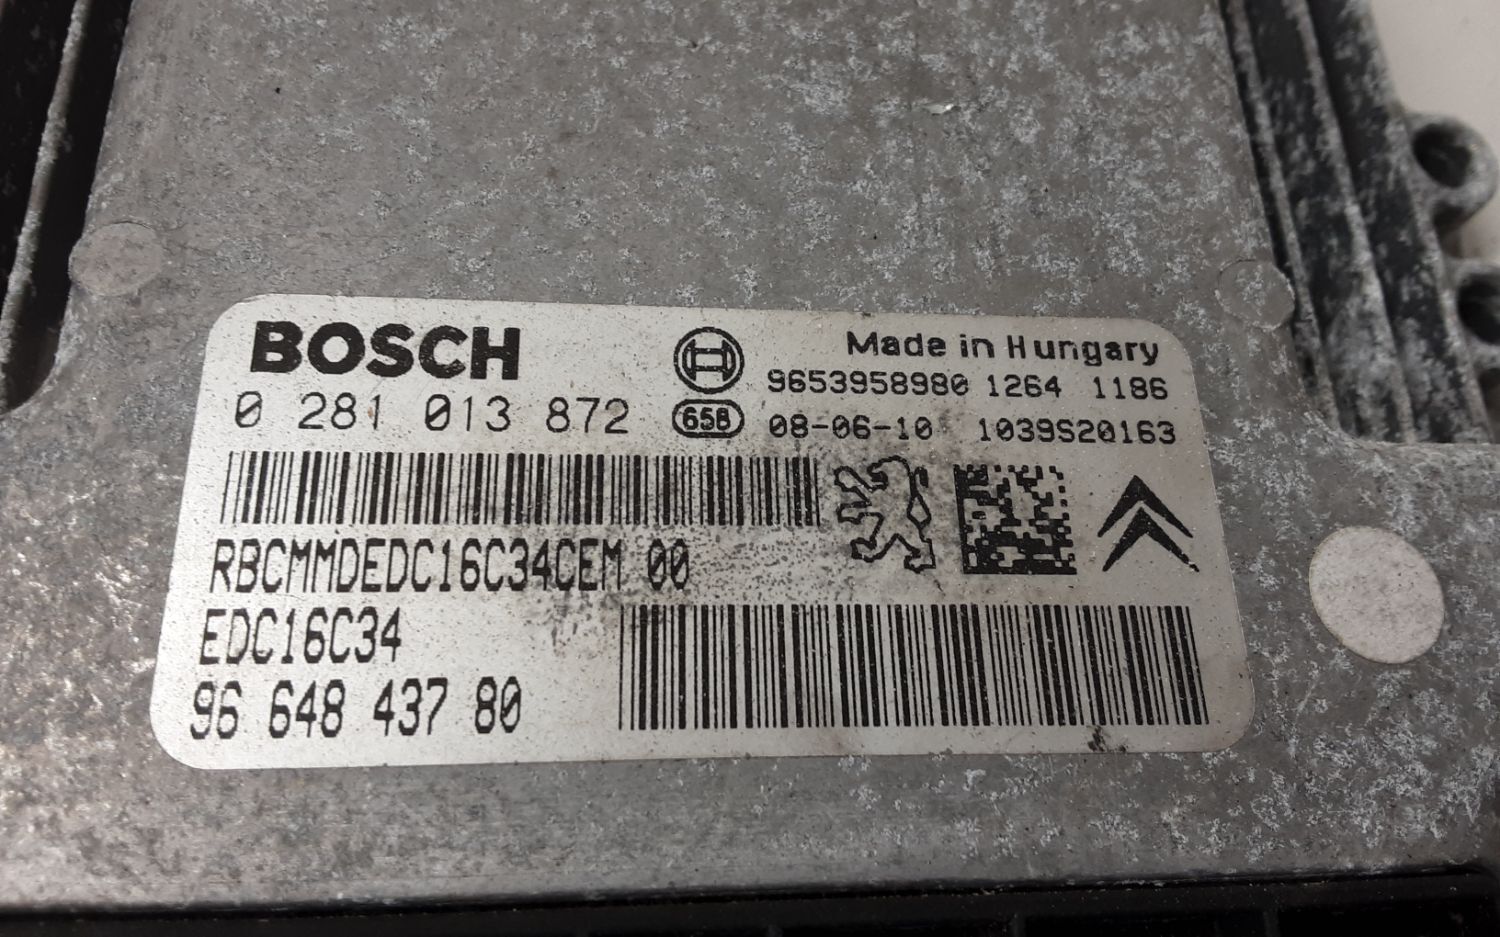 BOSCH
Made in Hungary
9653958980 1264 1186
0 281 013 872
658
08-06-10 1039S20163
RBCMMDEDC16C34CEM 00
EDC16C34
96 648 437 80